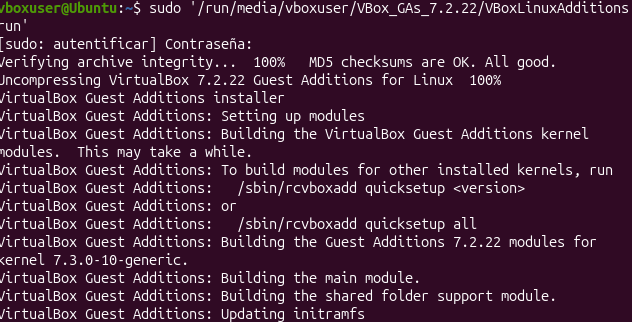 vboxuser@Ubuntu:~$ sudo '/run/media/vboxuser/VBox_GAs_7.2.22/VBoxLinuxAdditions
run'
[sudo: autentificar] Contraseña:
Verifying archive integrity...  100%   MD5 checksums are OK. All good.
Uncompressing VirtualBox 7.2.22 Guest Additions for Linux  100%
VirtualBox Guest Additions installer
VirtualBox Guest Additions: Setting up modules
VirtualBox Guest Additions: Building the VirtualBox Guest Additions kernel
modules.  This may take a while.
VirtualBox Guest Additions: To build modules for other installed kernels, run
VirtualBox Guest Additions:   /sbin/rcvboxadd quicksetup <version>
VirtualBox Guest Additions: or
VirtualBox Guest Additions:   /sbin/rcvboxadd quicksetup all
VirtualBox Guest Additions: Building the Guest Additions 7.2.22 modules for
kernel 7.3.0-10-generic.
VirtualBox Guest Additions: Building the main module.
VirtualBox Guest Additions: Building the shared folder support module.
VirtualBox Guest Additions: Updating initramfs